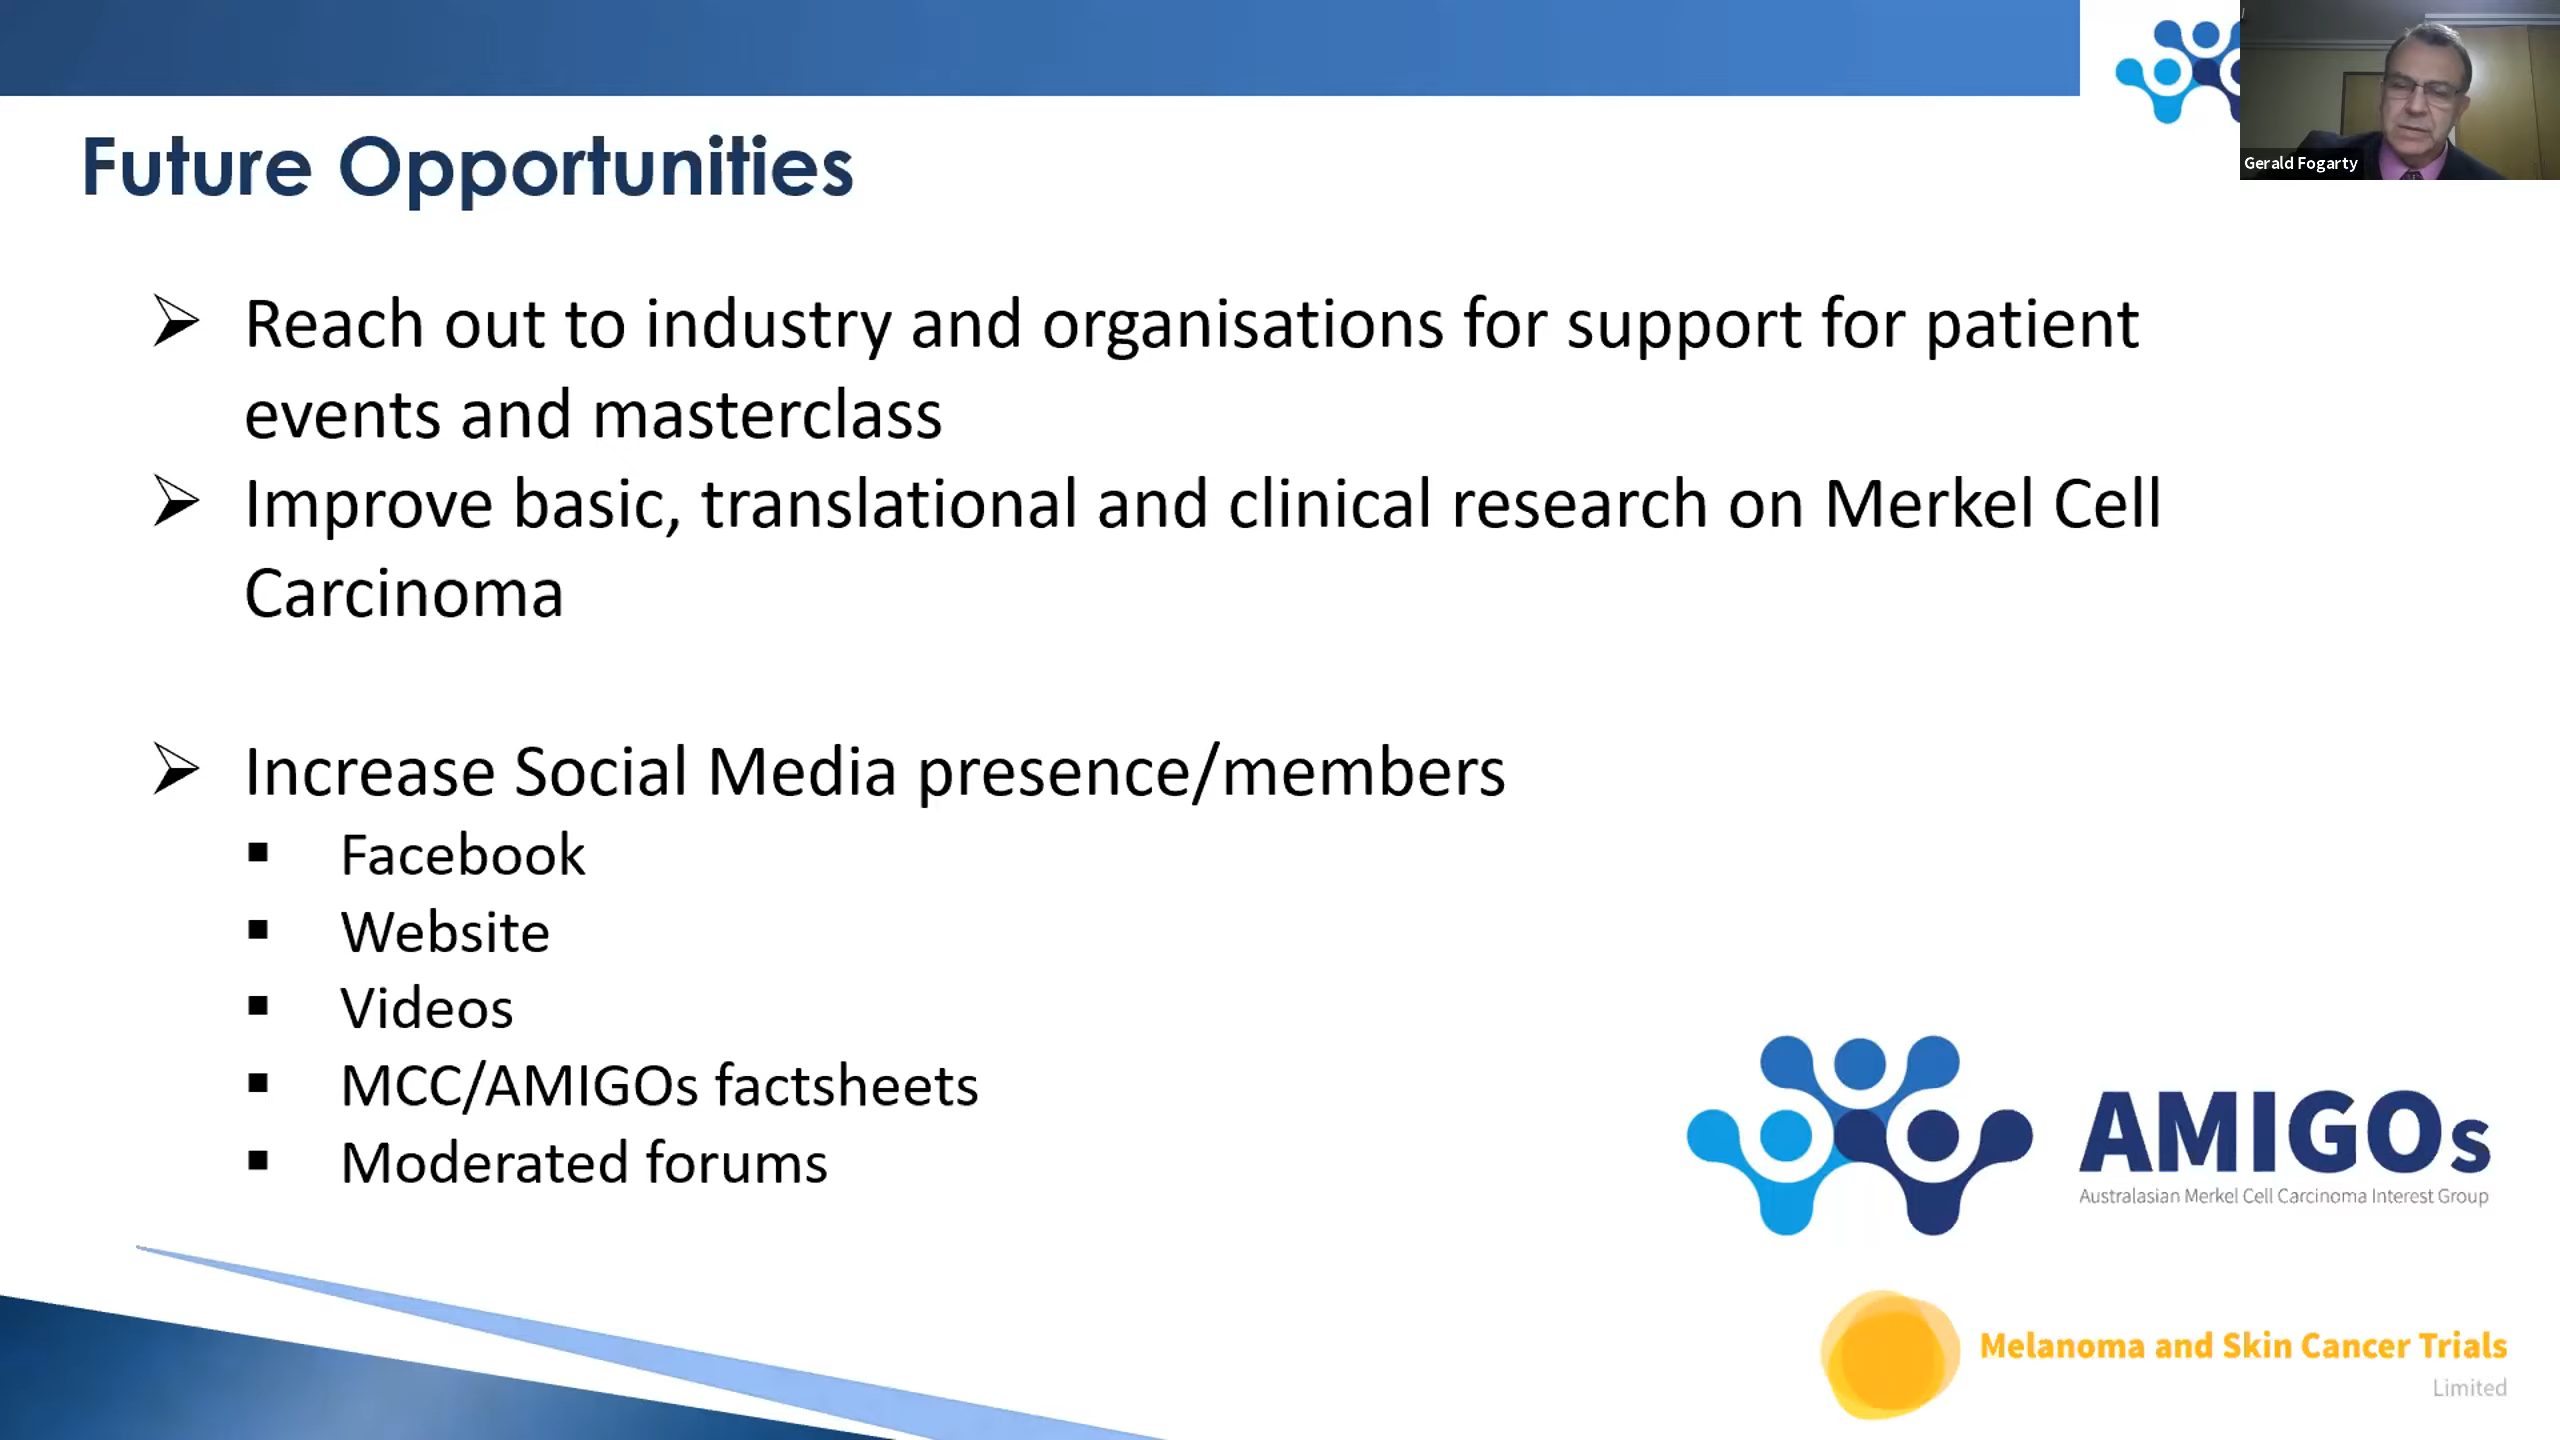 Gerald Fogarty
Future Opportunities
Reach out to industry and organisations for support for patient
events and masterclass
Improve basic, translational and clinical research on Merkel Cell
Carcinoma
Increase Social Media presence/members
Facebook
Website
Videos
MCC/AMIGOs factsheets
Moderated forums
AMIGOs
Australasian Merkel Cell Carcinoma Interest Group
Melanoma and Skin Cancer Trials
Limited